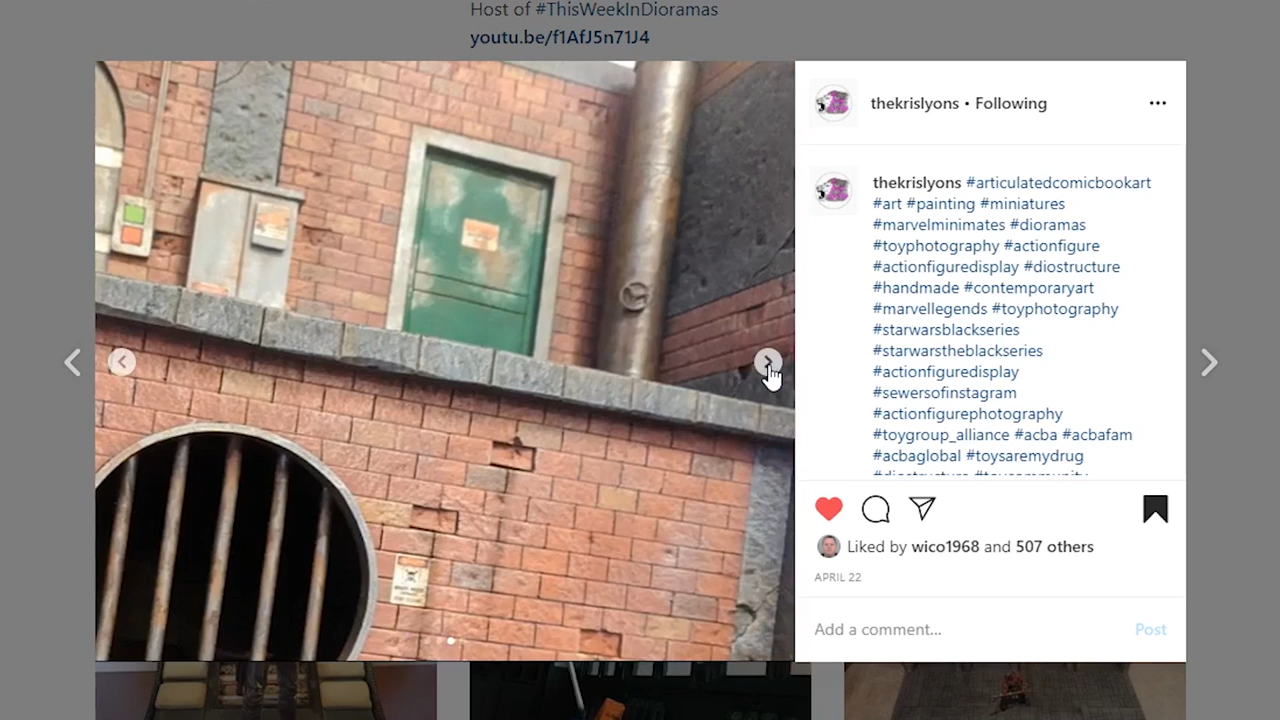 Host of #ThisWeekInDioramas
youtu.be/f1AfJ5n71J4
thekrislyons • Following
thekrislyons #articulatedcomicbookart
#art #painting #miniatures
#marvelminimates #dioramas
#toyphotography #actionfigure
#actionfiguredisplay #diostructure
#handmade #contemporaryart
#marvellegends #toyphotography
#starwarsblackseries
#starwarstheblackseries
#actionfiguredisplay
#sewersofinstagram
#actionfigurephotography
#toygroup_alliance #acba #acbafam
#acbaglobal #toysaremydrug
#diostructure #toycommunity
Liked by wico1968 and 507 others
APRIL 22
Add a comment...
Post